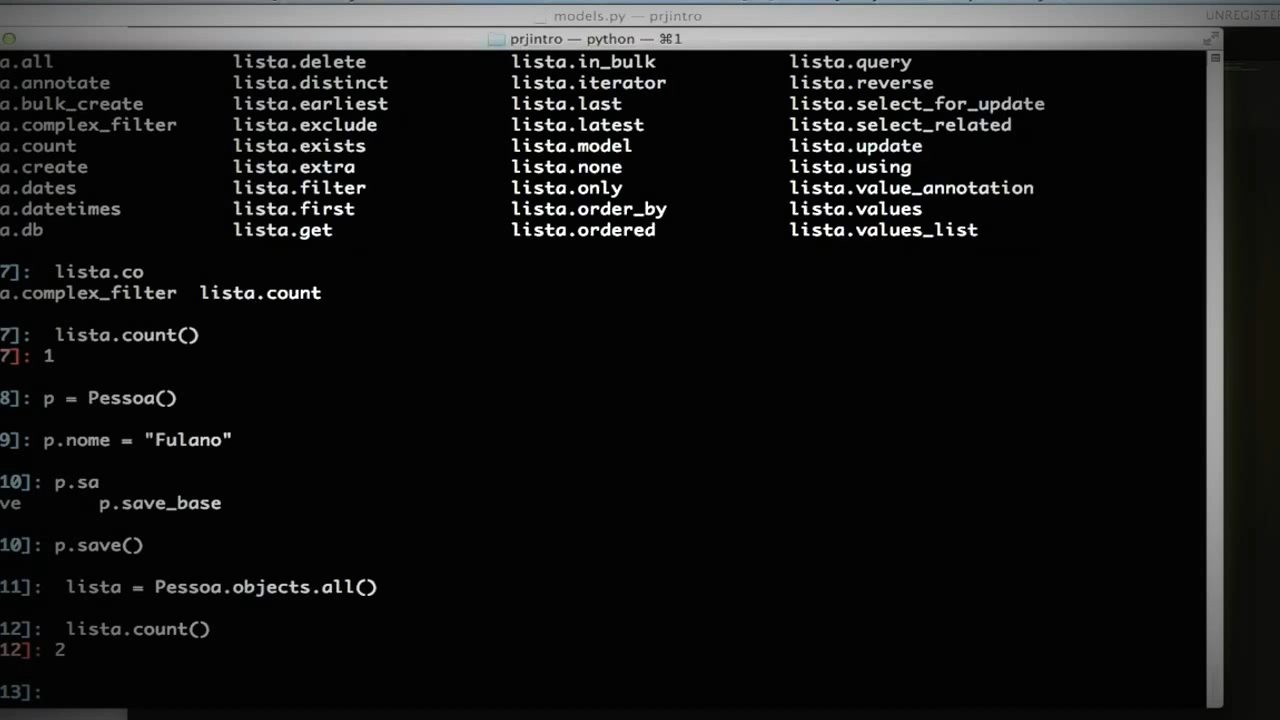 models.py — prjintro
UNREGISTE
prjintro — python — ⌘1
a.all lista.delete lista.in_bulk lista.query
a.annotate lista.distinct lista.iterator lista.reverse
a.bulk_create lista.earliest lista.last lista.select_for_update
a.complex_filter lista.exclude lista.latest lista.select_related
a.count lista.exists lista.model lista.update
a.create lista.extra lista.none lista.using
a.dates lista.filter lista.only lista.value_annotation
a.datetimes lista.first lista.order_by lista.values
a.db lista.get lista.ordered lista.values_list
7]: lista.co
a.complex_filter lista.count
7]: lista.count()
7]: 1
8]: p = Pessoa()
9]: p.nome = "Fulano"
10]: p.sa
ve p.save_base
10]: p.save()
11]: lista = Pessoa.objects.all()
12]: lista.count()
12]: 2
13]: